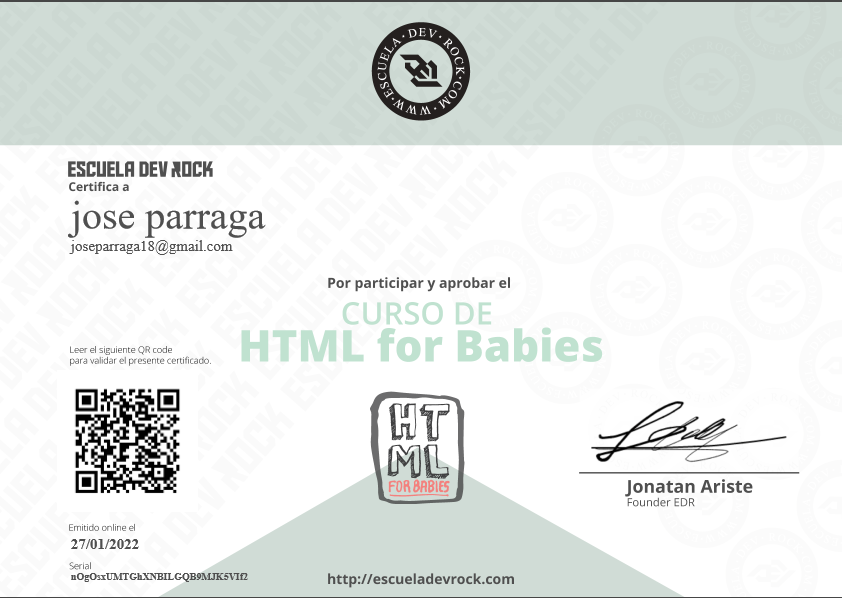 WWW·ESCUELA·DEV·ROCK·COM·
ESCUELA DEV ROCK
Certifica a
jose parraga
joseparraga18@gmail.com
Por participar y aprobar el
CURSO DE
HTML for Babies
Leer el siguiente QR code
para validar el presente certificado.
HT
ML
FOR BABIES
Jonatan Ariste
Founder EDR
Emitido online el
27/01/2022
Serial
nOgOsxUMTGhXNBILGQB9MJK5VIf2
http://escueladevrock.com